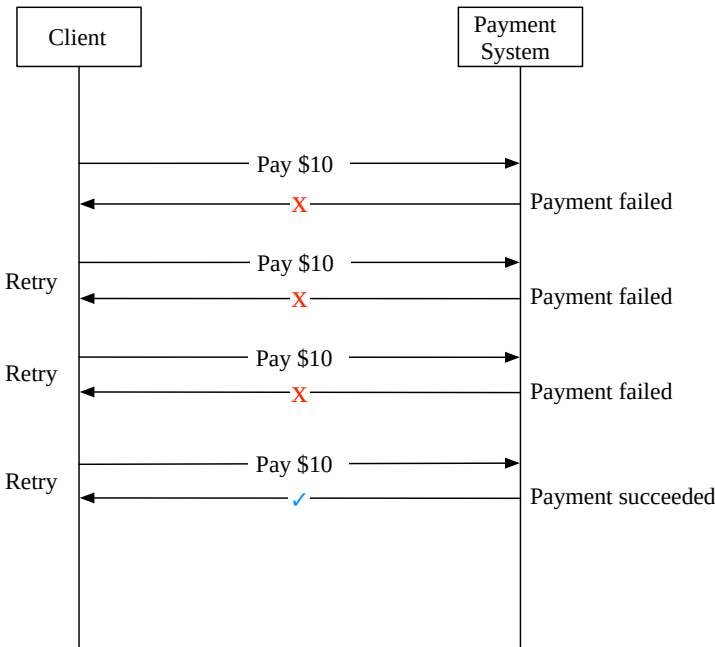 Client
Payment
System
Pay $10
X
Payment failed
Pay $10
Retry
X
Payment failed
Pay $10
Retry
X
Payment failed
Pay $10
Retry
✓
Payment succeeded